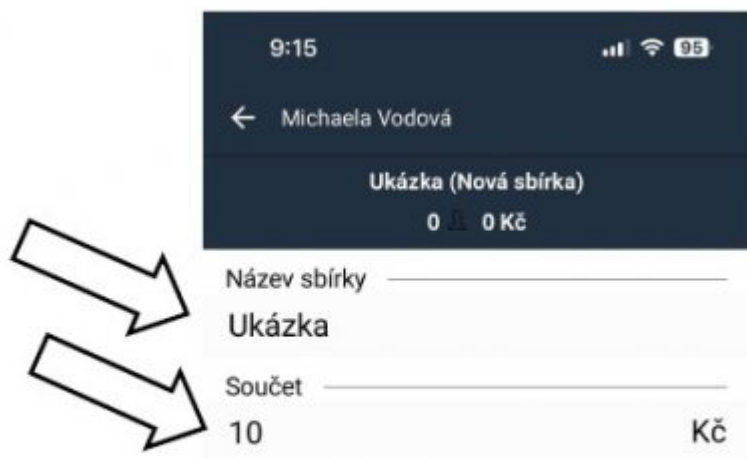 9:15 95
Michaela Vodová
Ukázka (Nová sbírka)
0 0 Kč
Název sbírky
Ukázka
Součet
10 Kč